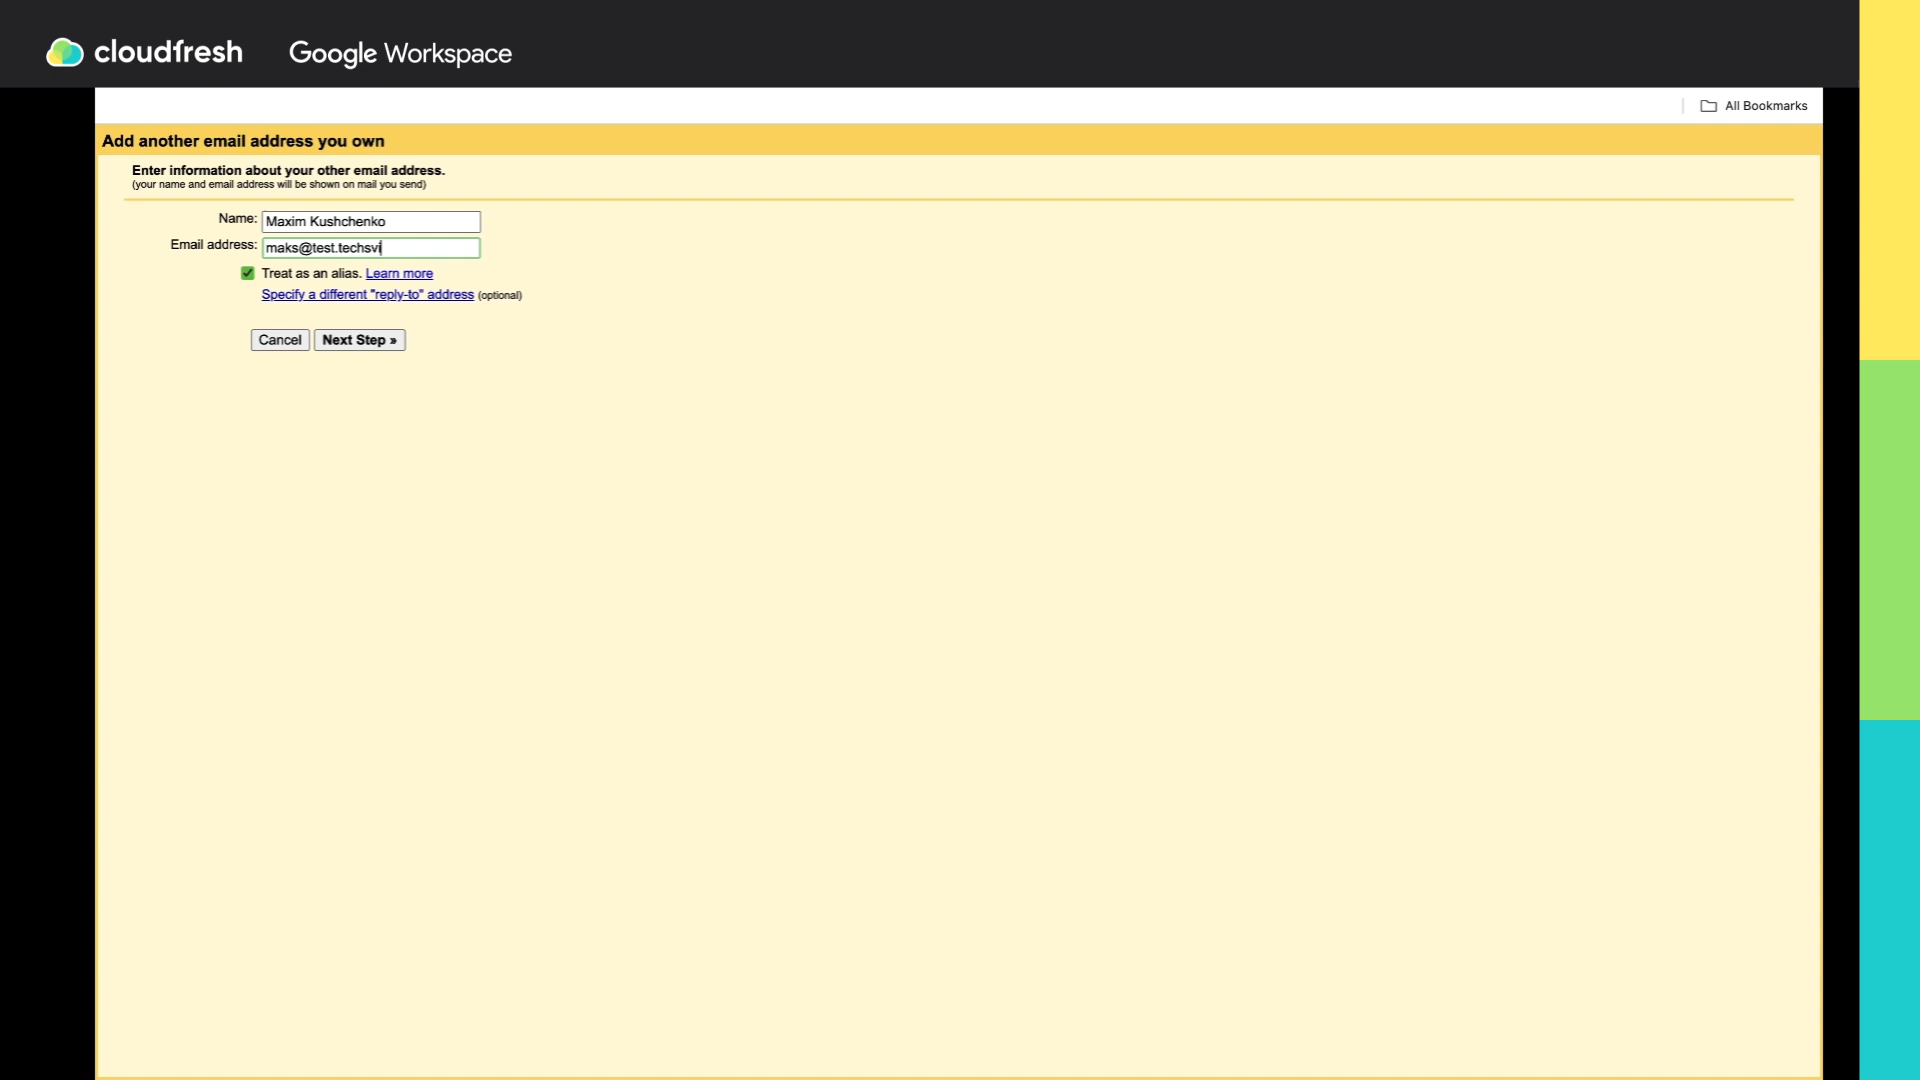 cloudfresh Google Workspace
All Bookmarks
Add another email address you own
Enter information about your other email address.
(your name and email address will be shown on mail you send)
Name: Maxim Kushchenko
Email address: maks@test.techsvi
Treat as an alias. Learn more
Specify a different "reply-to" address (optional)
Cancel Next Step »